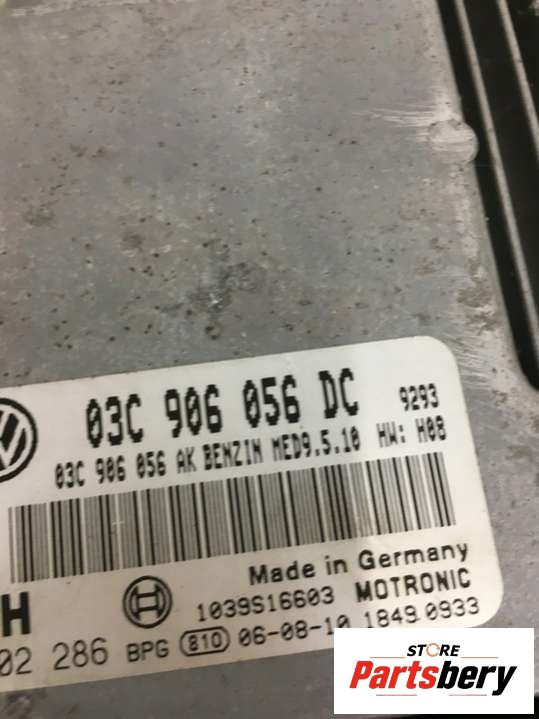 03C 906 056 DC 9293
03C 906 056 AK BENZIN MED9.5.10 HW: H08
Made in Germany
H 1039S16603 MOTRONIC
02 286 BPG 810 06-08-10 1849 0933
STORE
Partsbery